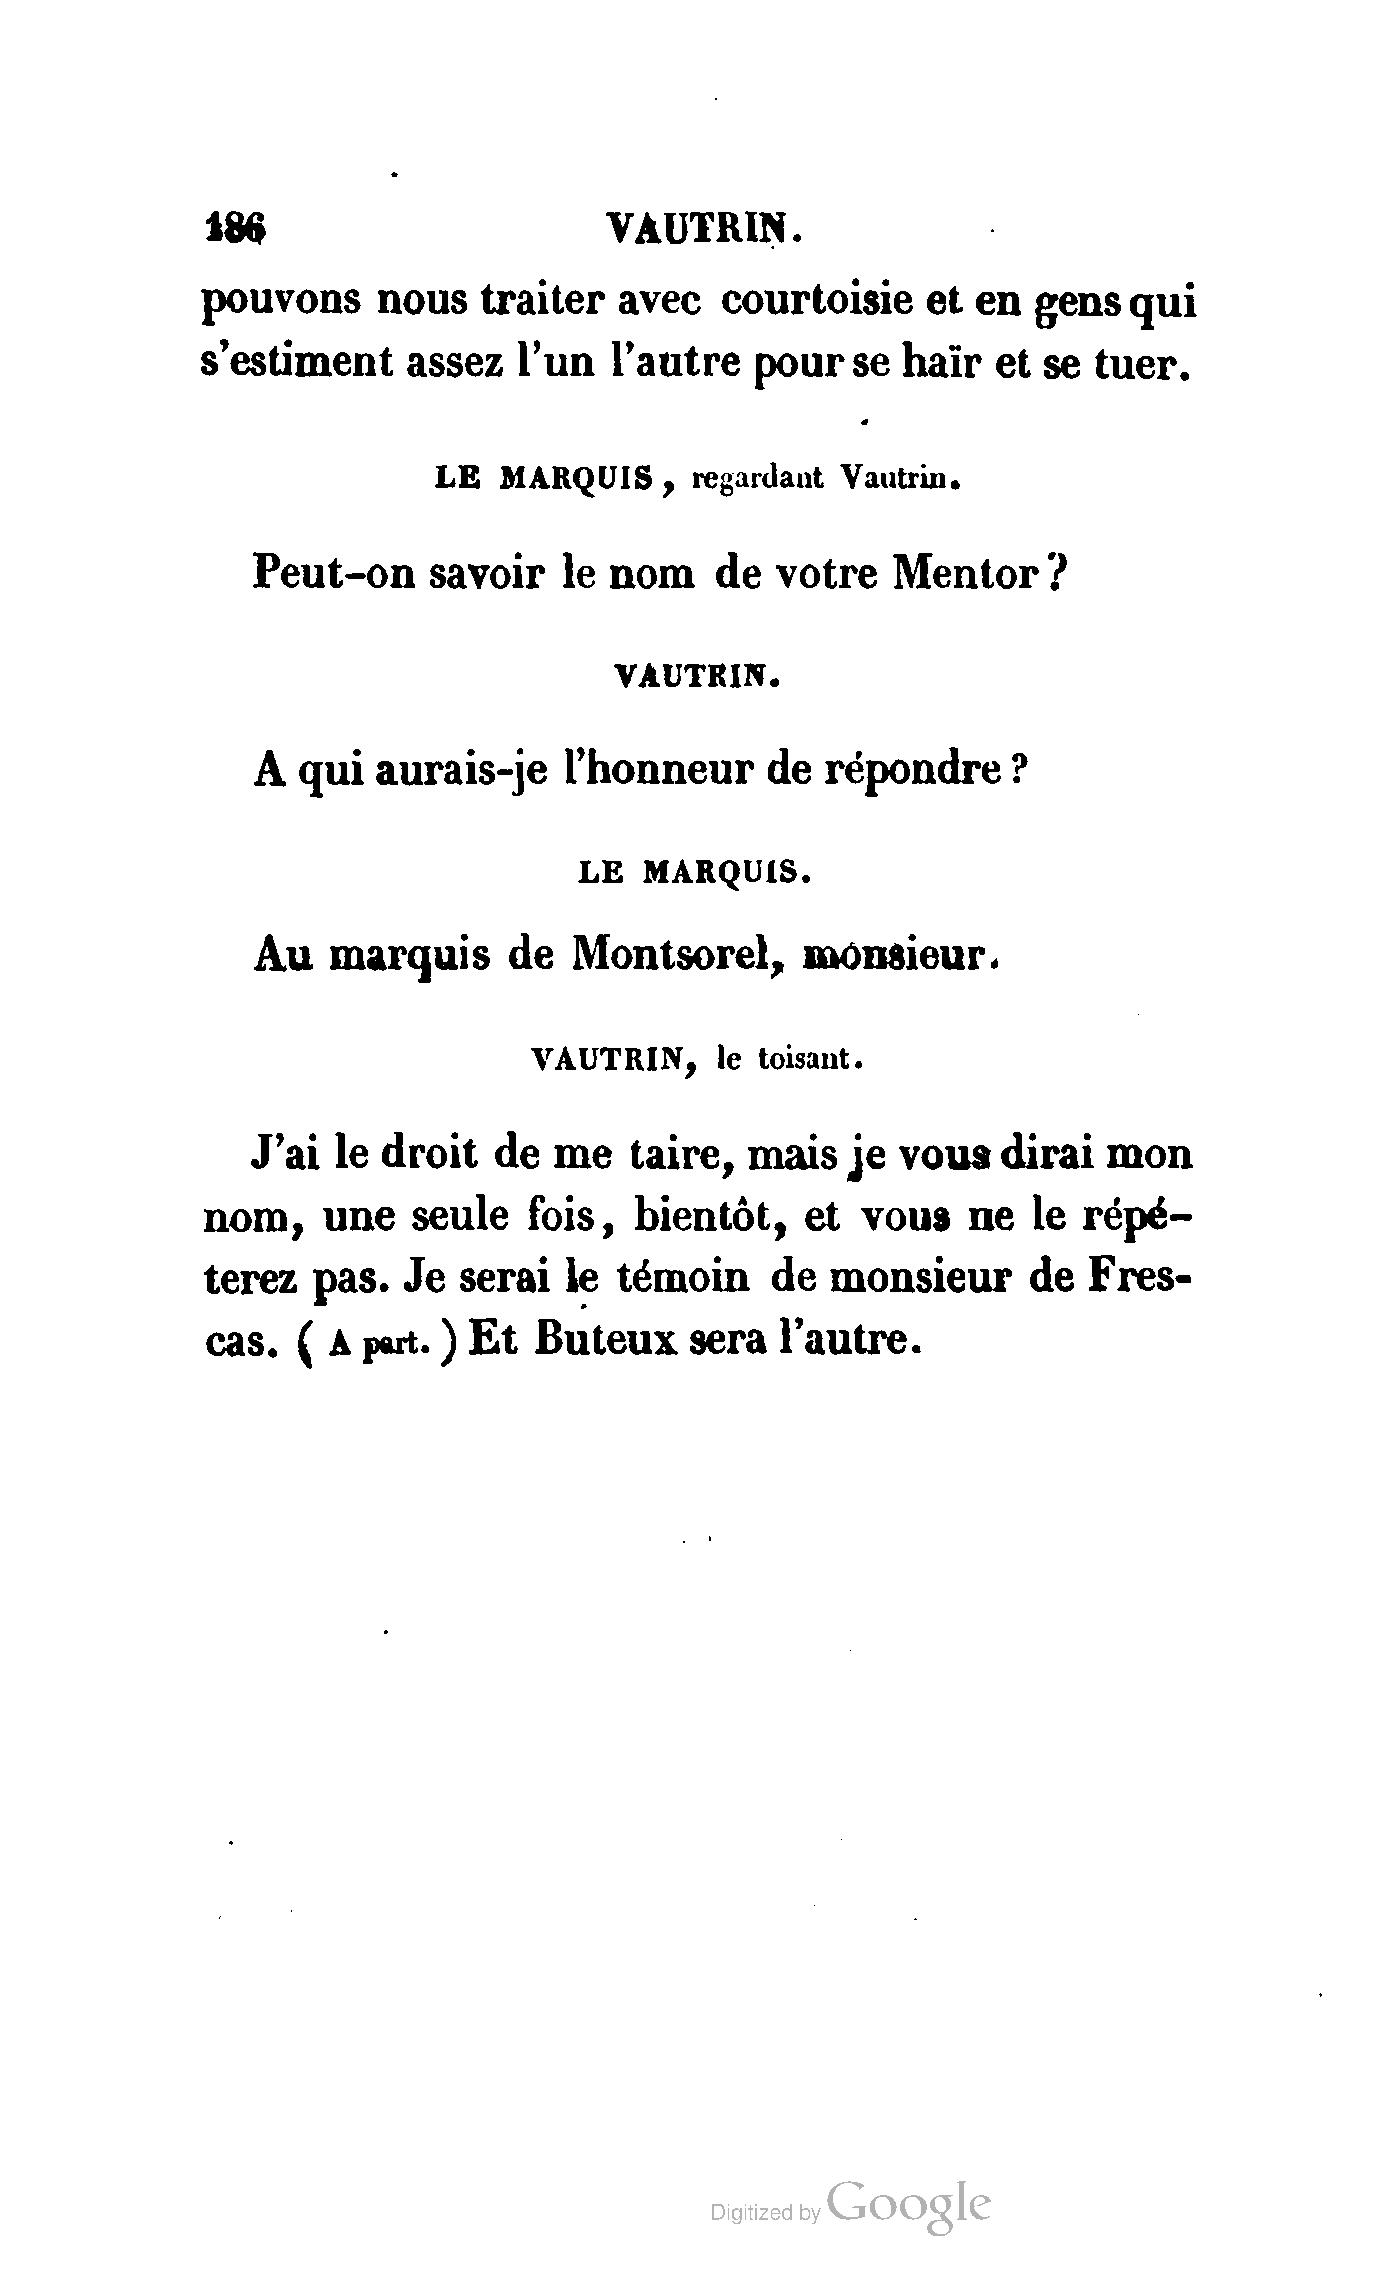 186 VAUTRIN.
pouvons nous traiter avec courtoisie et en gens qui
s'estiment assez l'un l'autre pour se haïr et se tuer.
LE MARQUIS, regardant Vautrin.
Peut-on savoir le nom de votre Mentor ?
VAUTRIN.
A qui aurais-je l'honneur de répondre ?
LE MARQUIS.
Au marquis de Montsorel, monsieur.
VAUTRIN, le toisant.
J'ai le droit de me taire, mais je vous dirai mon
nom, une seule fois, bientôt, et vous ne le répé-
terez pas. Je serai le témoin de monsieur de Fres-
cas. (A part.) Et Buteux sera l'autre.
Digitized by Google